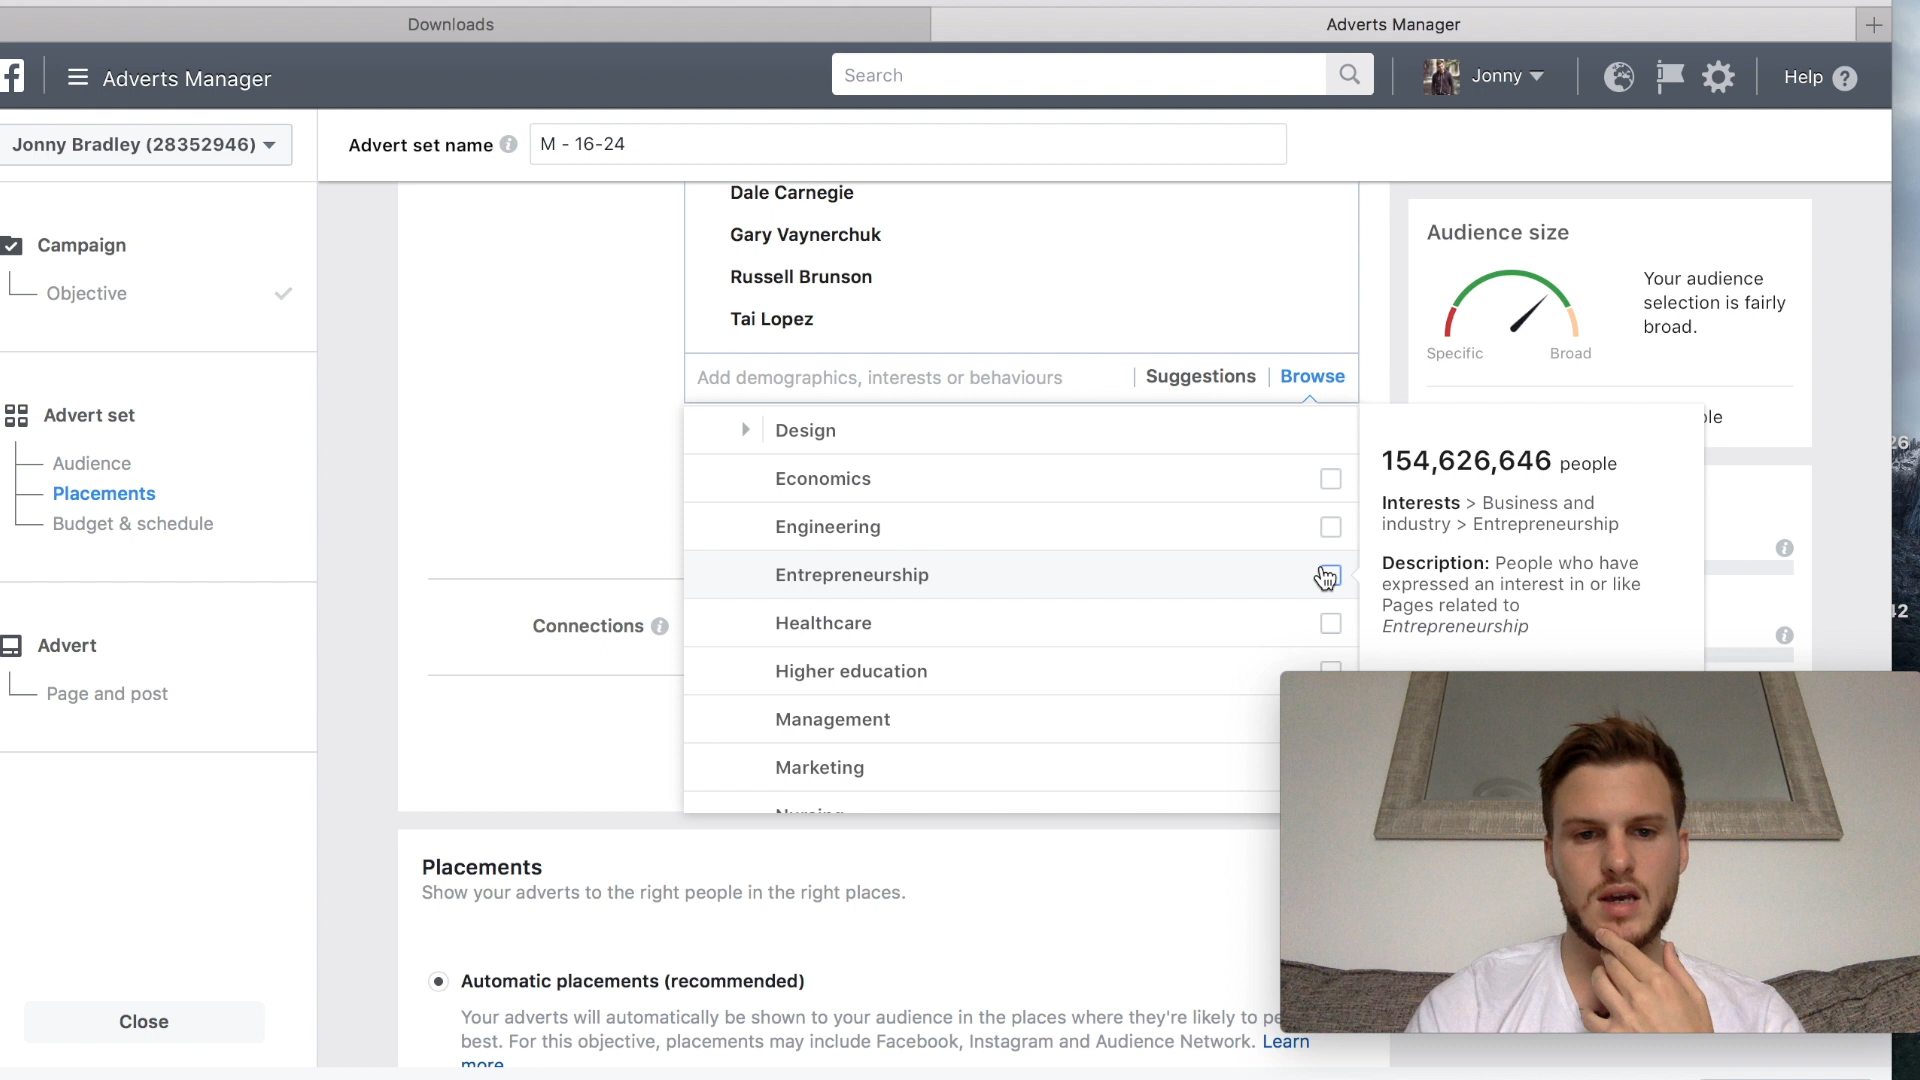 Downloads
Adverts Manager
Adverts Manager
Search
Jonny
Help
Jonny Bradley (28352946)
Advert set name
M - 16-24
Campaign
Objective
Advert set
Audience
Placements
Budget & schedule
Advert
Page and post
Close
Dale Carnegie
Gary Vaynerchuk
Russell Brunson
Tai Lopez
Add demographics, interests or behaviours
Suggestions
Browse
Design
Economics
Engineering
Entrepreneurship
Healthcare
Higher education
Management
Marketing
Connections
Audience size
Your audience
selection is fairly
broad.
Specific
Broad
154,626,646 people
Interests > Business and
industry > Entrepreneurship
Description: People who have
expressed an interest in or like
Pages related to
Entrepreneurship
Placements
Show your adverts to the right people in the right places.
Automatic placements (recommended)
Your adverts will automatically be shown to your audience in the places where they're likely to
best. For this objective, placements may include Facebook, Instagram and Audience Network. Learn
more